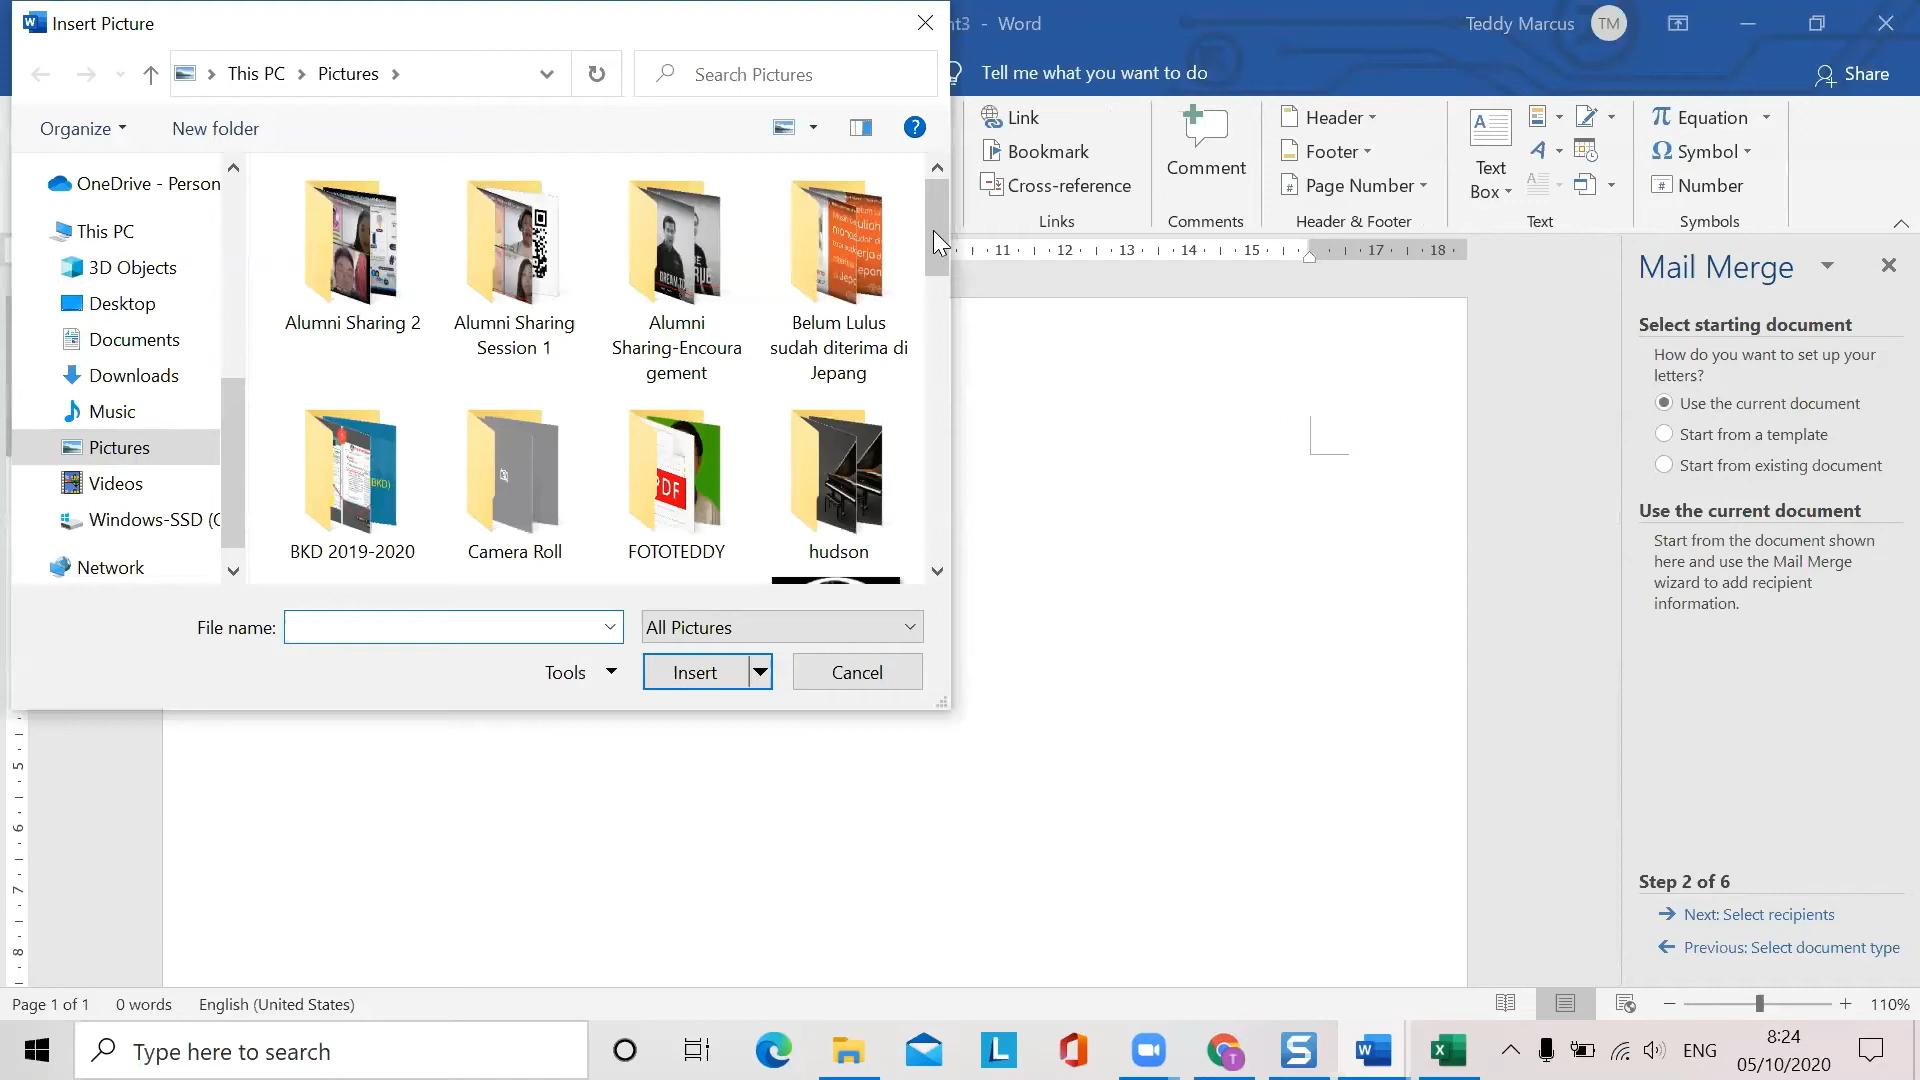 Insert Picture
nt3 - Word
Teddy Marcus
TM
This PC
Pictures
Search Pictures
Tell me what you want to do
Share
Organize
New folder
Link
Bookmark
Cross-reference
Links
Comment
Comments
Header
Footer
Page Number
Header & Footer
Text
Box
Text
Equation
Symbol
Number
Symbols
OneDrive - Person
This PC
3D Objects
Desktop
Documents
Downloads
Music
Pictures
Videos
Windows-SSD (C
Network
Alumni Sharing 2
Alumni Sharing
Session 1
Alumni
Sharing-Encoura
gement
Belum Lulus
sudah diterima di
Jepang
BKD 2019-2020
Camera Roll
FOTOTEDDY
hudson
File name:
All Pictures
Tools
Insert
Cancel
11 12 13 14 15 17 18
5
6
7
8
Mail Merge
Select starting document
How do you want to set up your
letters?
Use the current document
Start from a template
Start from existing document
Use the current document
Start from the document shown
here and use the Mail Merge
wizard to add recipient
information.
Step 2 of 6
Next: Select recipients
Previous: Select document type
Page 1 of 1
0 words
English (United States)
110%
Type here to search
ENG
8:24
05/10/2020